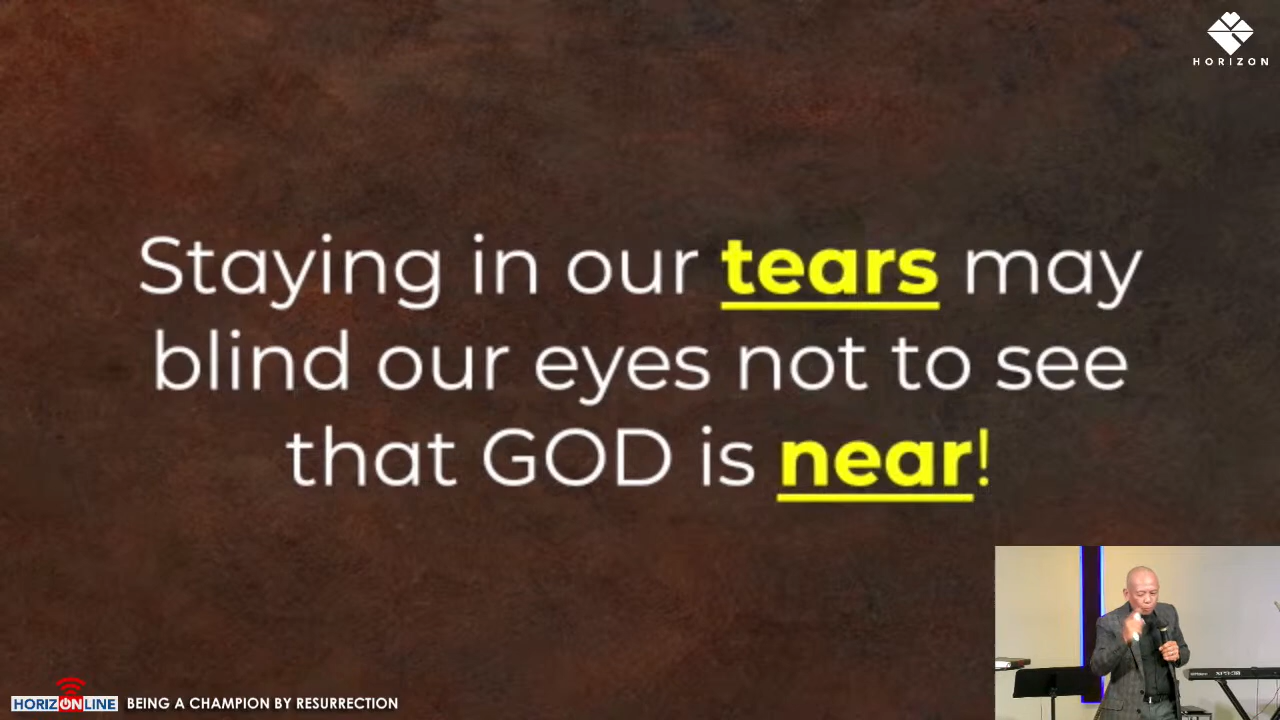 HORIZON
Staying in our tears may
blind our eyes not to see
that GOD is near!
HORIZONLINE BEING A CHAMPION BY RESURRECTION